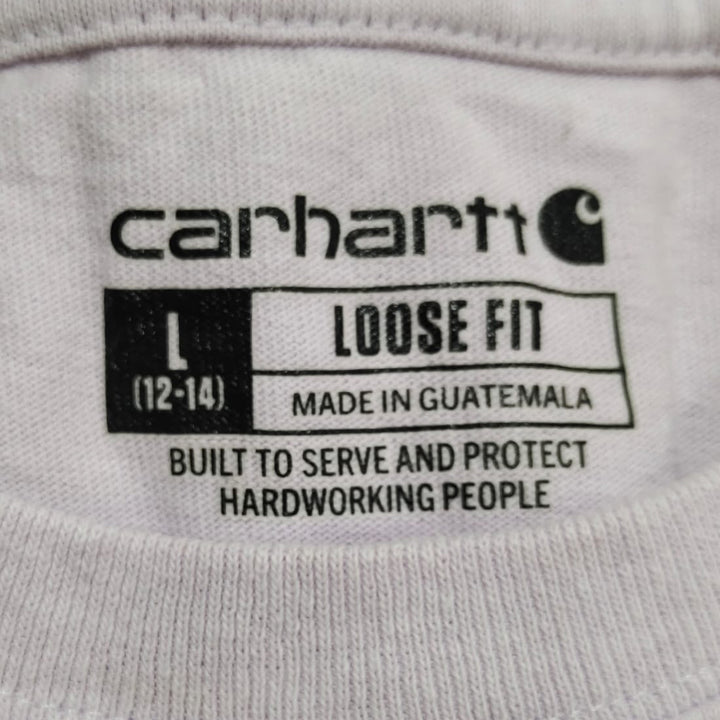 carhartt
L
(12-14)
LOOSE FIT
MADE IN GUATEMALA
BUILT TO SERVE AND PROTECT
HARDWORKING PEOPLE